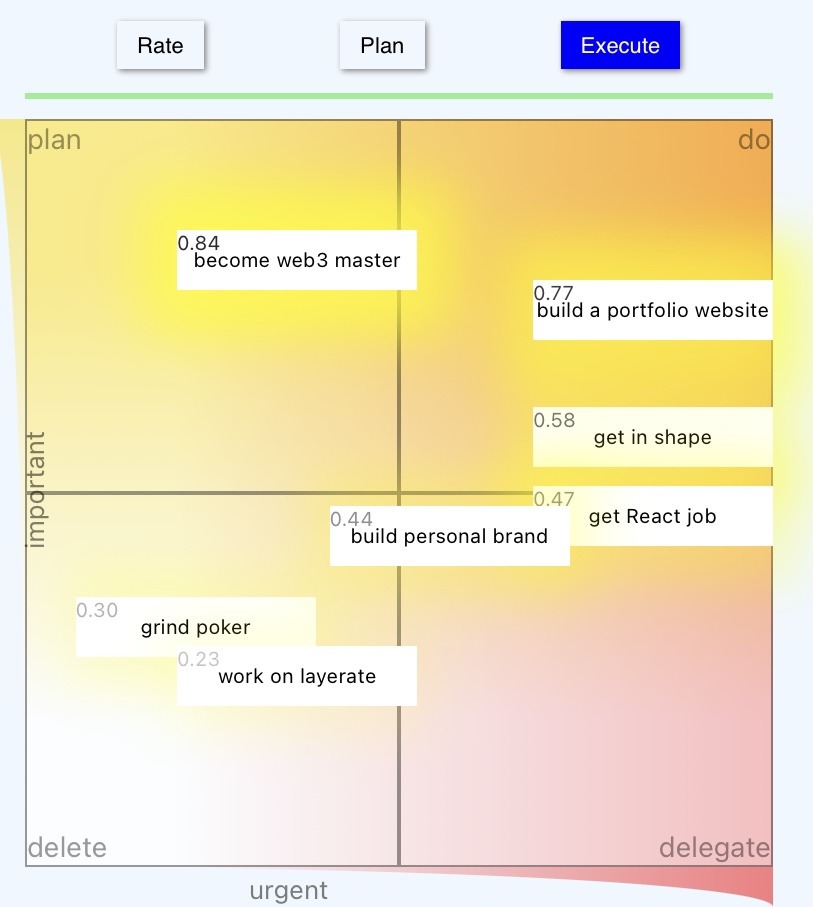 Rate Plan Execute
plan do
0.84
become web3 master
0.77
build a portfolio website
0.58
get in shape
important
0.47
get React job
0.44
build personal brand
0.30
grind poker
0.23
work on layerate
delete delegate
urgent